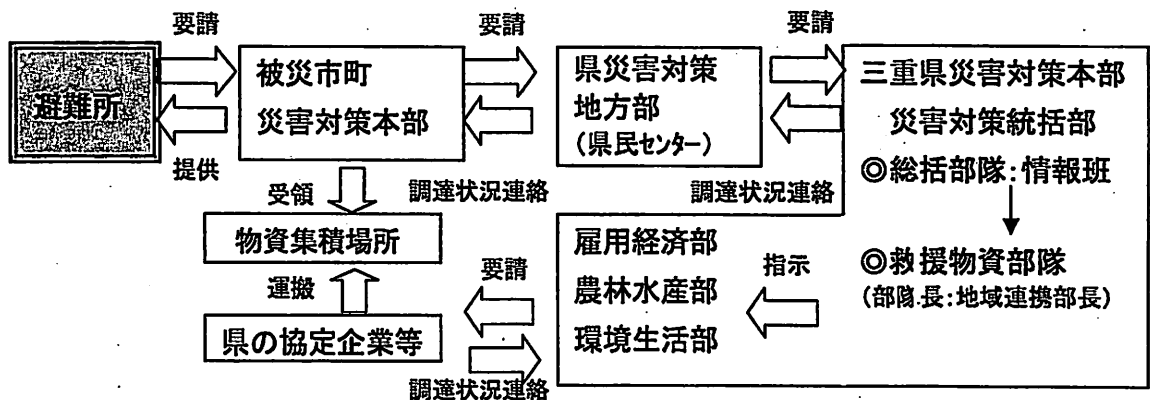 要請
要請
要請
避難所
被災市町
災害対策本部
県災害対策
地方部
(県民センター)
三重県災害対策本部
災害対策統括部
◎総括部隊:情報班
提供
受領
調達状況連絡
調達状況連絡
物資集積場所
雇用経済部
農林水産部
環境生活部
指示
◎救援物資部隊
(部隊長:地域連携部長)
運搬
要請
県の協定企業等
調達状況連絡